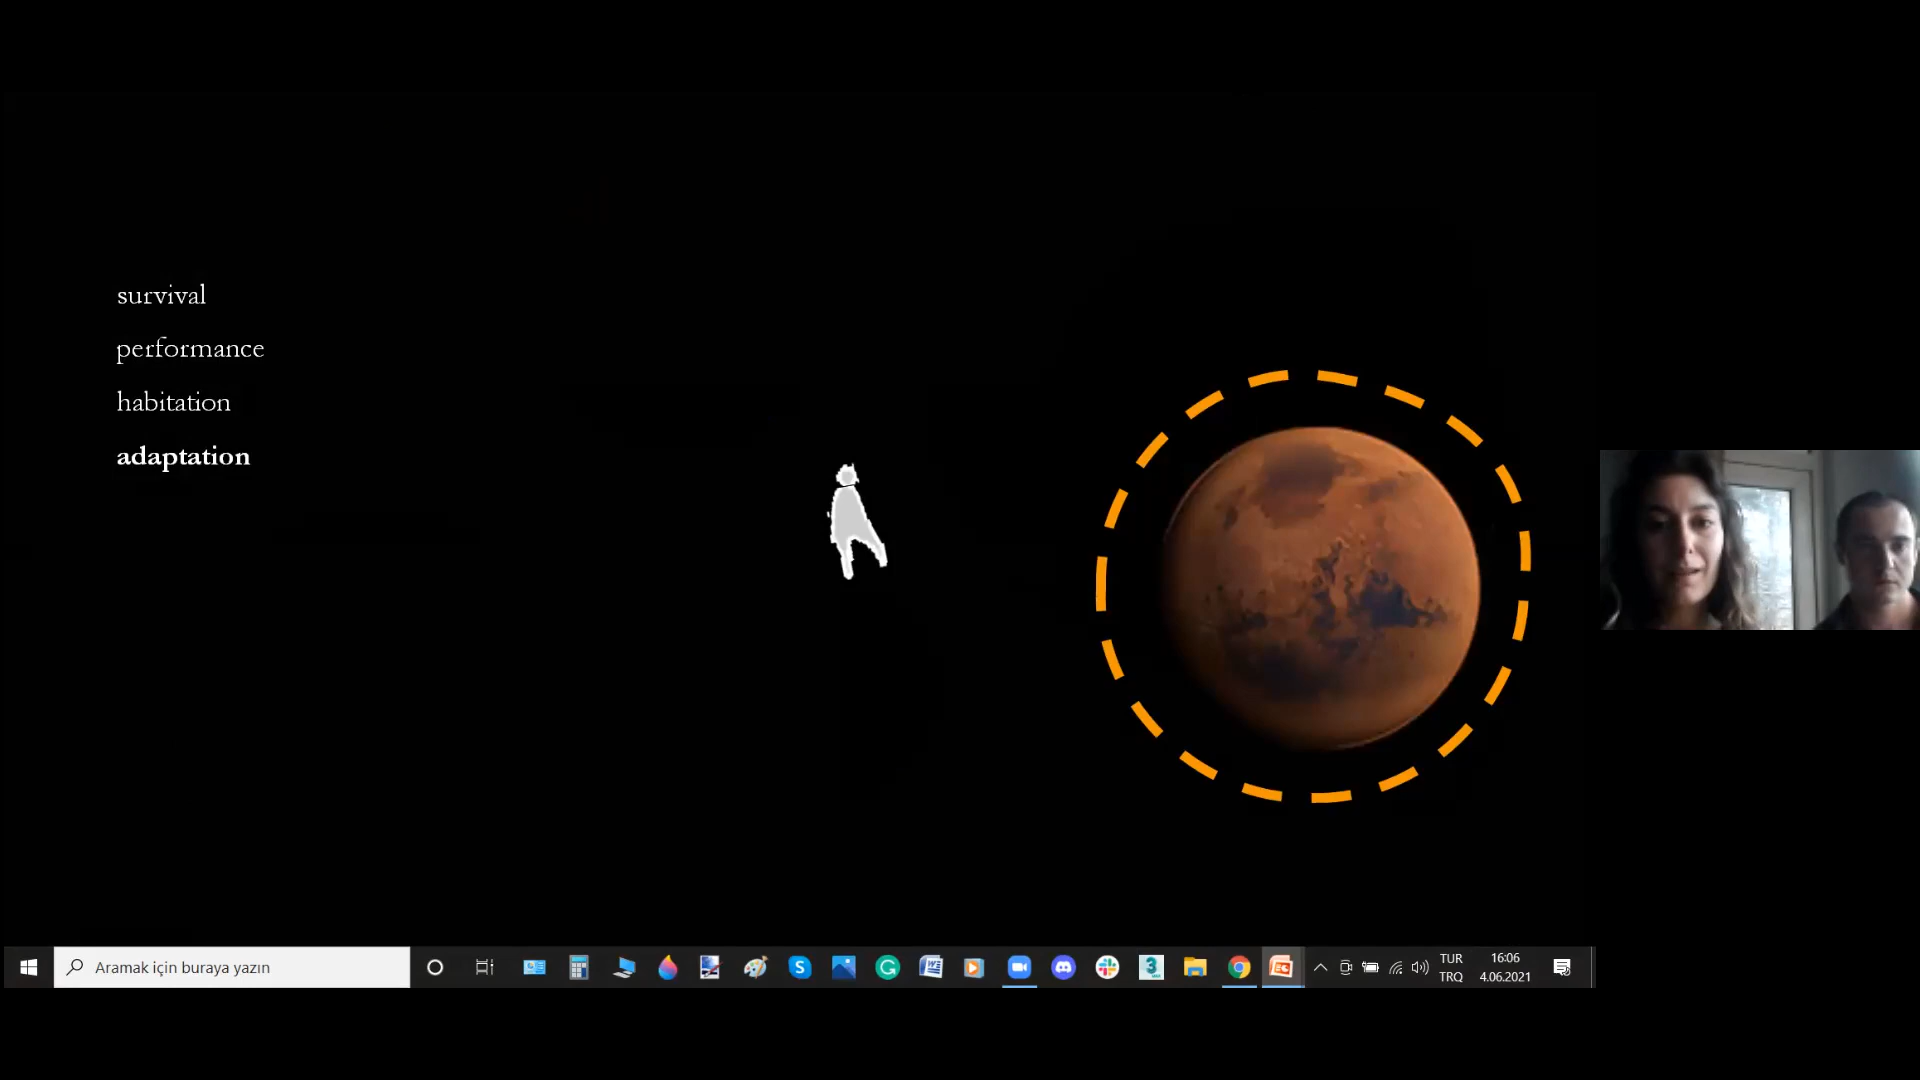 survival
performance
habitation
adaptation
Aramak için buraya yazın
TUR
TRQ
16:06
4.06.2021